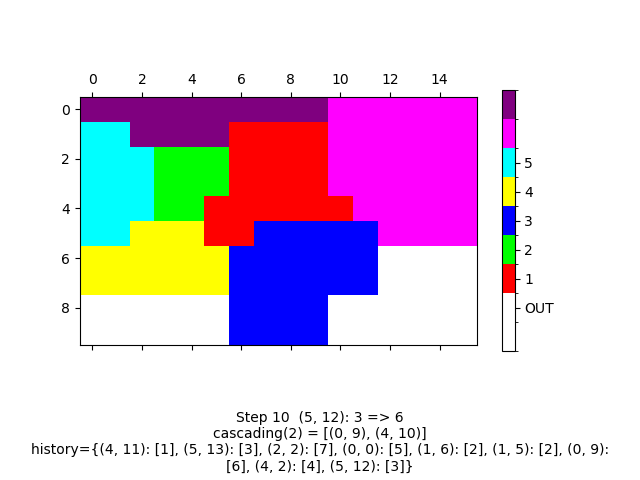 0 2 4 6 8 10 12 14
0
2
4
6
8
5
4
3
2
1
OUT
Step 10  (5, 12): 3 => 6
cascading(2) = [(0, 9), (4, 10)]
history={(4, 11): [1], (5, 13): [3], (2, 2): [7], (0, 0): [5], (1, 6): [2], (1, 5): [2], (0, 9):
[6], (4, 2): [4], (5, 12): [3]}